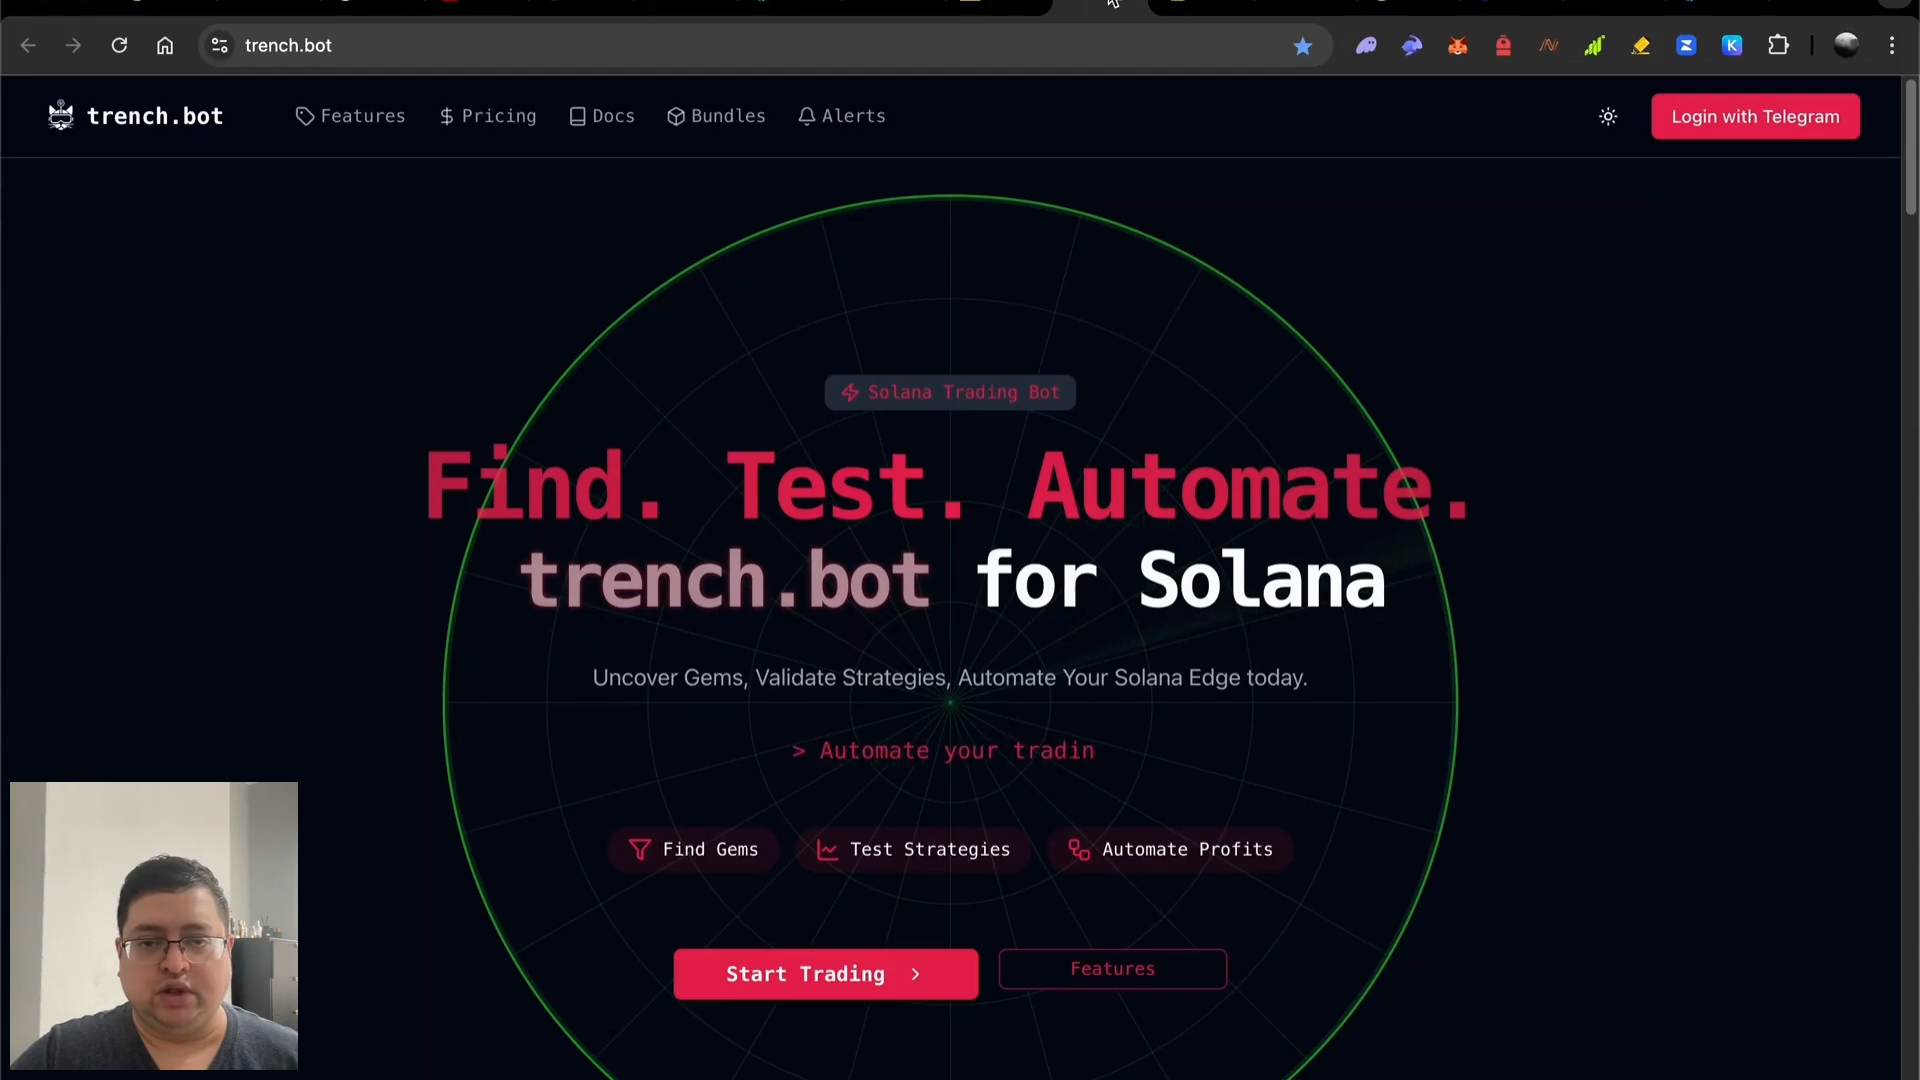 trench.bot
trench.bot
Features
Pricing
Docs
Bundles
Alerts
Login with Telegram
Solana Trading Bot
Find. Test. Automate.
trench.bot for Solana
Uncover Gems, Validate Strategies, Automate Your Solana Edge today.
> Automate your tradin
Find Gems
Test Strategies
Automate Profits
Start Trading
Features